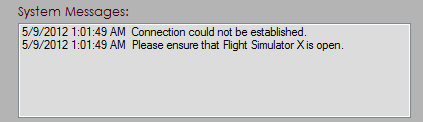 System Messages:
5/9/2012 1:01:49 AM  Connection could not be established.
5/9/2012 1:01:49 AM  Please ensure that Flight Simulator X is open.